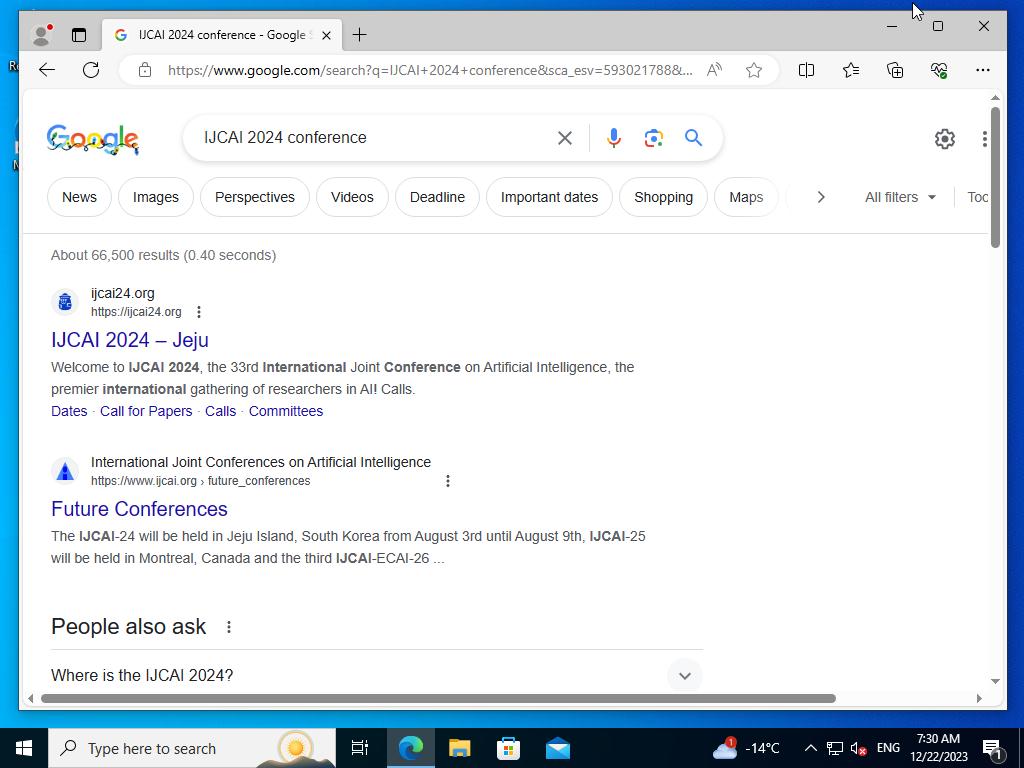 IJCAI 2024 conference - Google
https://www.google.com/search?q=IJCAI+2024+conference&sca_esv=593021788&...
Google
IJCAI 2024 conference
News
Images
Perspectives
Videos
Deadline
Important dates
Shopping
Maps
All filters
About 66,500 results (0.40 seconds)
ijcai24.org
https://ijcai24.org
IJCAI 2024 – Jeju
Welcome to IJCAI 2024, the 33rd International Joint Conference on Artificial Intelligence, the
premier international gathering of researchers in AI! Calls.
Dates · Call for Papers · Calls · Committees
International Joint Conferences on Artificial Intelligence
https://www.ijcai.org › future_conferences
Future Conferences
The IJCAI-24 will be held in Jeju Island, South Korea from August 3rd until August 9th, IJCAI-25
will be held in Montreal, Canada and the third IJCAI-ECAI-26 ...
People also ask
Where is the IJCAI 2024?
Type here to search
1
-14°C
ENG
7:30 AM
12/22/2023
1